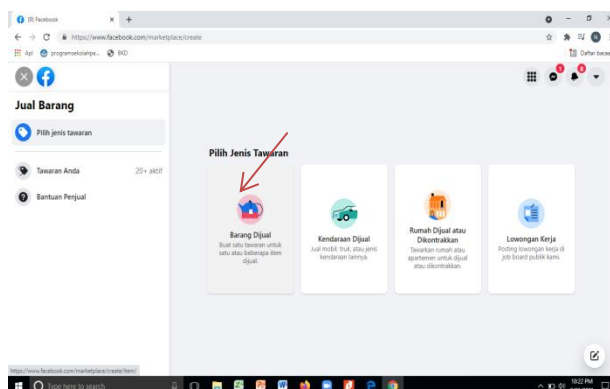 (8) Facebook
https://www.facebook.com/marketplace/create
Apl
programsekolahpe...
BKD
Daftar bacaa
Jual Barang
Pilih jenis tawaran
Tawaran Anda
20+ aktif
Bantuan Penjual
Pilih Jenis Tawaran
Barang Dijual
Buat satu tawaran untuk
satu atau beberapa item
dijual.
Kendaraan Dijual
Jual mobil, truk, atau jenis
kendaraan lainnya.
Rumah Dijual atau
Dikontrakkan
Tawarkan rumah atau
apartemen untuk dijual
atau dikontrakkan.
Lowongan Kerja
Posting lowongan kerja di
job board publik kami.
https://www.facebook.com/marketplace/create/item/
Type here to search
10:22 PM